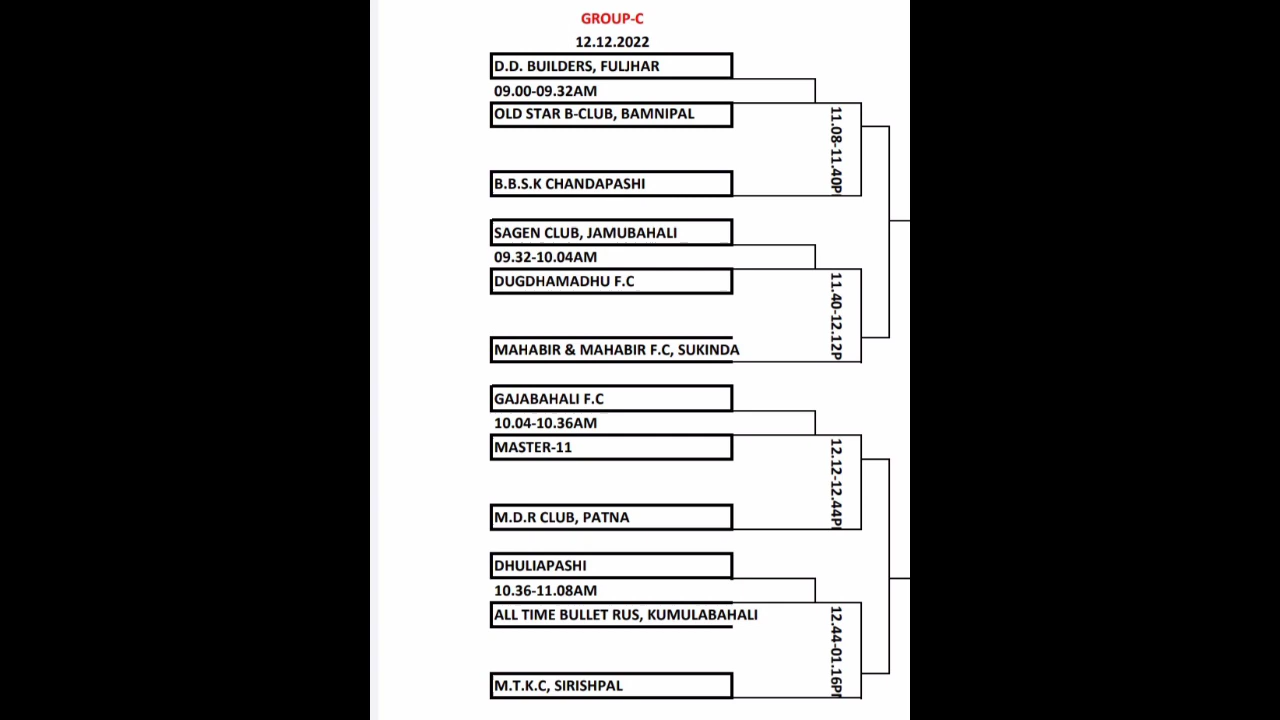 GROUP-C
12.12.2022
D.D. BUILDERS, FULJHAR
09.00-09.32AM
OLD STAR B-CLUB, BAMNIPAL
11.08-11.40P
B.B.S.K CHANDAPASHI
SAGEN CLUB, JAMUBAHALI
09.32-10.04AM
DUGDHAMADHU F.C
11.40-12.12P
MAHABIR & MAHABIR F.C, SUKINDA
GAJABAHALI F.C
10.04-10.36AM
MASTER-11
12.12-12.44P
M.D.R CLUB, PATNA
DHULIAPASHI
10.36-11.08AM
ALL TIME BULLET RUS, KUMULABAHALI
12.44-01.16P
M.T.K.C, SIRISHPAL